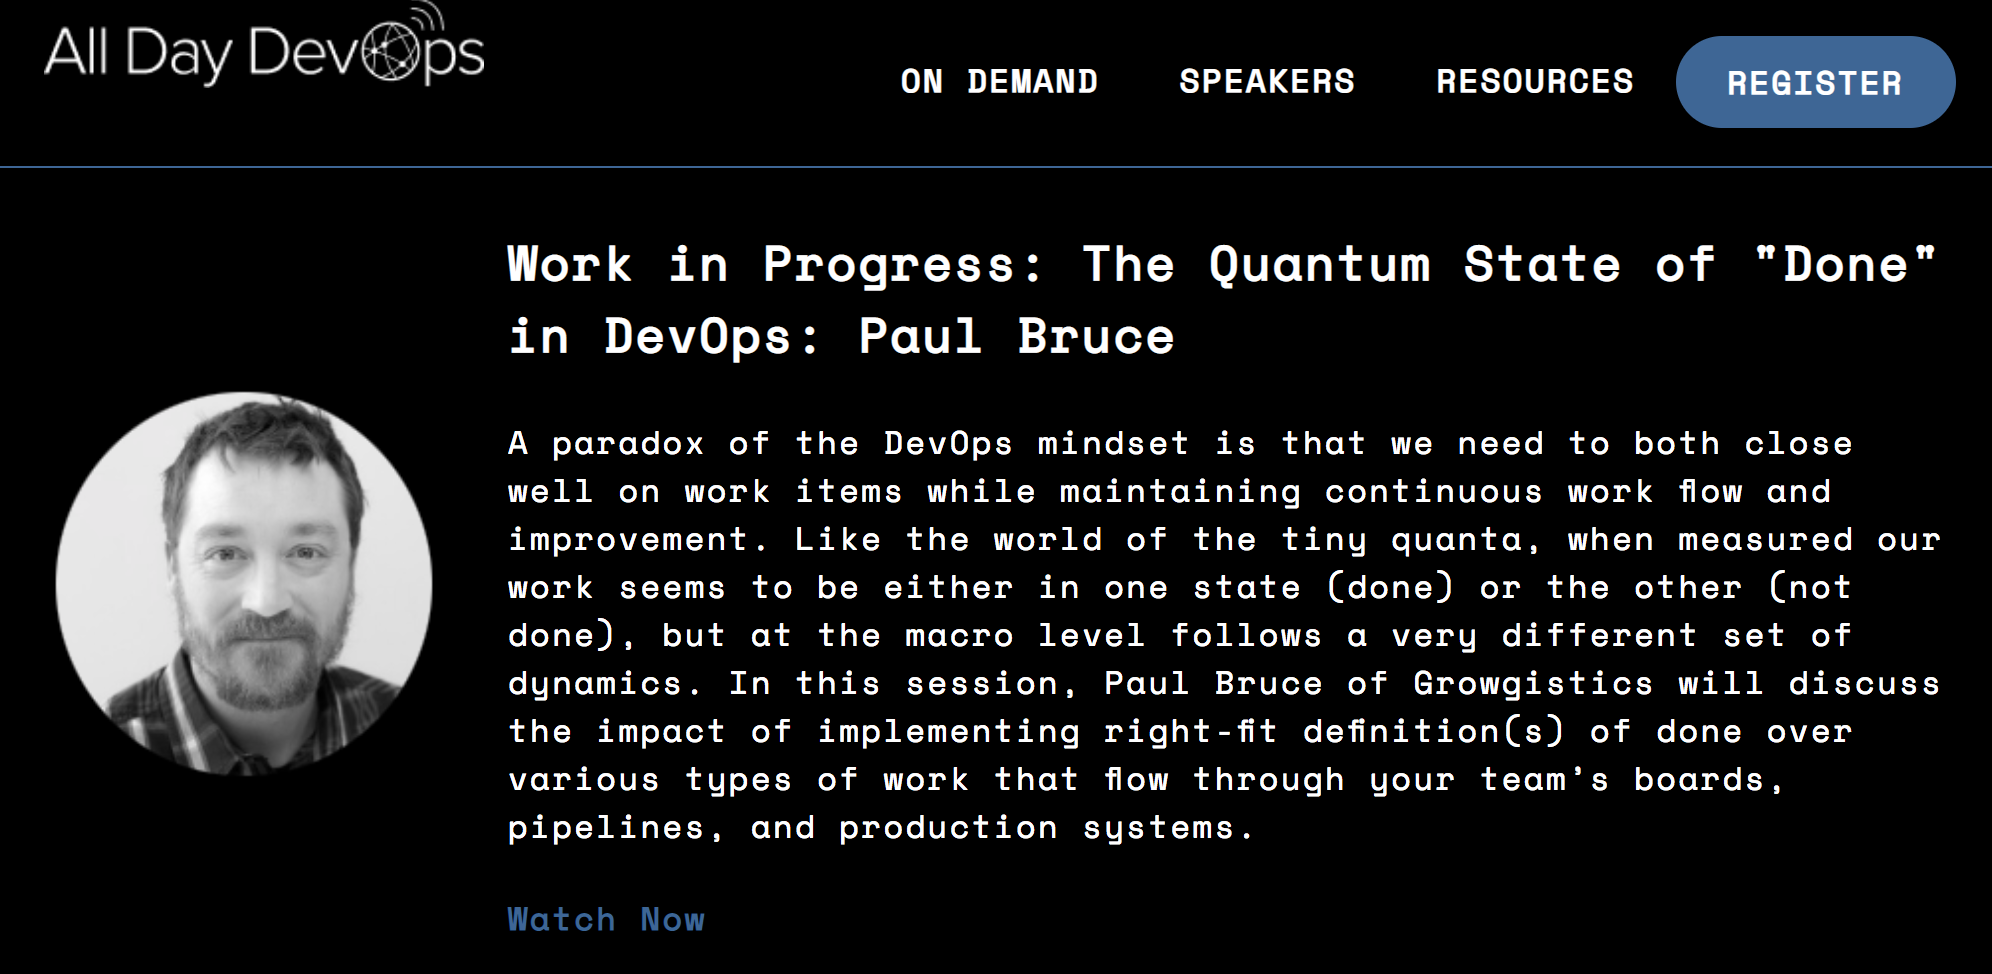 All Day DevOps
ON DEMAND
SPEAKERS
RESOURCES
REGISTER
Work in Progress: The Quantum State of "Done"
in DevOps: Paul Bruce
A paradox of the DevOps mindset is that we need to both close
well on work items while maintaining continuous work flow and
improvement. Like the world of the tiny quanta, when measured our
work seems to be either in one state (done) or the other (not
done), but at the macro level follows a very different set of
dynamics. In this session, Paul Bruce of Growgistics will discuss
the impact of implementing right-fit definition(s) of done over
various types of work that flow through your team's boards,
pipelines, and production systems.
Watch Now